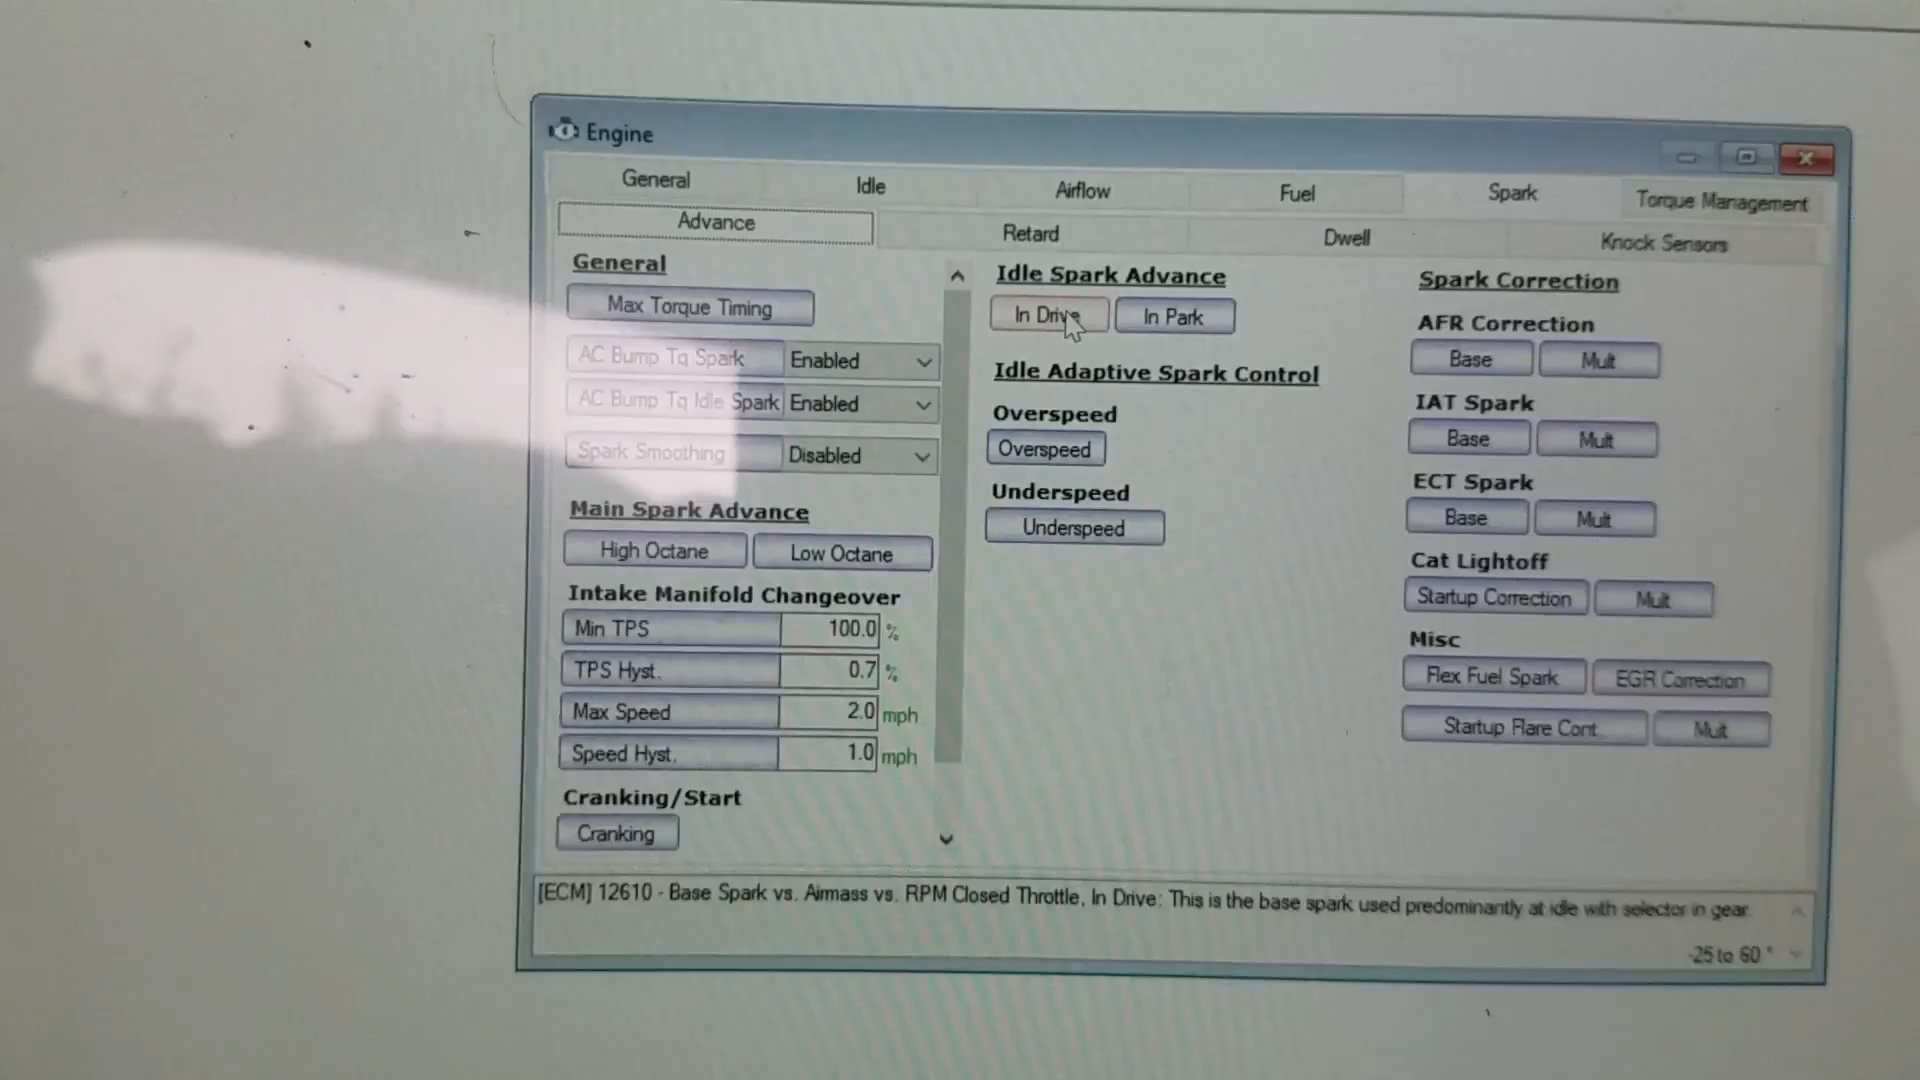 Engine
General Idle Airflow Fuel Spark Torque Management
Advance Retard Dwell Knock Sensors
General
Max Torque Timing
AC Bump Tq Spark Enabled
AC Bump Tq Idle Spark Enabled
Spark Smoothing Disabled
Main Spark Advance
High Octane Low Octane
Intake Manifold Changeover
Min TPS 100.0 %
TPS Hyst. 0.7 %
Max Speed 2.0 mph
Speed Hyst. 1.0 mph
Cranking/Start
Cranking
Idle Spark Advance
In Drive In Park
Idle Adaptive Spark Control
Overspeed
Overspeed
Underspeed
Underspeed
Spark Correction
AFR Correction
Base Mult
IAT Spark
Base Mult
ECT Spark
Base Mult
Cat Lightoff
Startup Correction Mult
Misc
Flex Fuel Spark EGR Correction
Startup Flare Cont. Mult
[ECM] 12610 - Base Spark vs. Airmass vs. RPM Closed Throttle, In Drive: This is the base spark used predominantly at idle with selector in gear.
-25 to 60 °